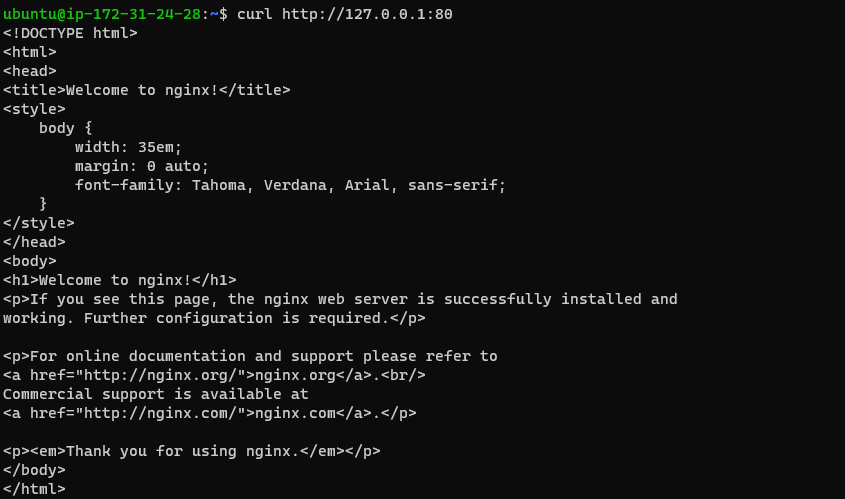 ubuntu@ip-172-31-24-28:~$ curl http://127.0.0.1:80
<!DOCTYPE html>
<html>
<head>
<title>Welcome to nginx!</title>
<style>
    body {
        width: 35em;
        margin: 0 auto;
        font-family: Tahoma, Verdana, Arial, sans-serif;
    }
</style>
</head>
<body>
<h1>Welcome to nginx!</h1>
<p>If you see this page, the nginx web server is successfully installed and
working. Further configuration is required.</p>

<p>For online documentation and support please refer to
<a href="http://nginx.org/">nginx.org</a>.<br/>
Commercial support is available at
<a href="http://nginx.com/">nginx.com</a>.</p>

<p><em>Thank you for using nginx.</em></p>
</body>
</html>